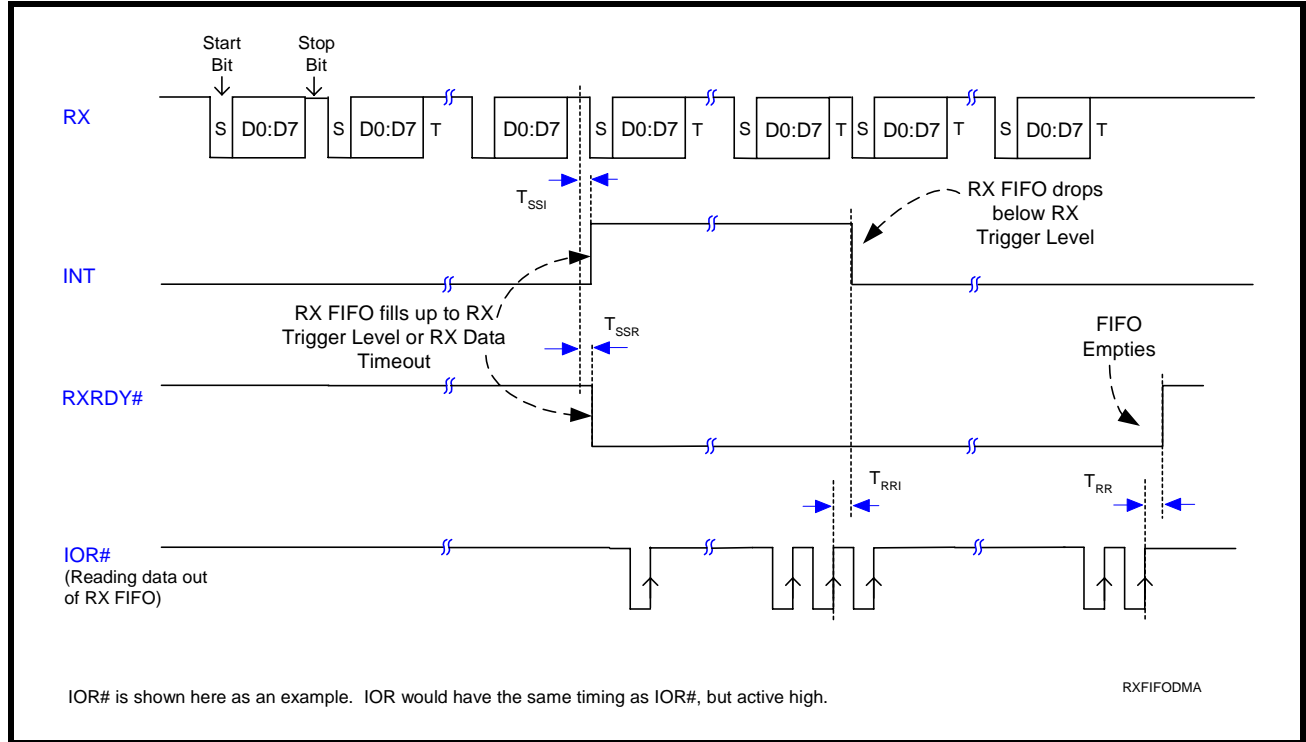 Start
Bit
Stop
Bit
RX
S D0:D7 S D0:D7 T D0:D7 S D0:D7 T S D0:D7 T S D0:D7 T S D0:D7 T
TSSI
RX FIFO drops
below RX
Trigger Level
INT
RX FIFO fills up to RX
Trigger Level or RX Data
Timeout
TSSR
FIFO
Empties
RXRDY#
TRRI
TRR
IOR#
(Reading data out
of RX FIFO)
IOR# is shown here as an example. IOR would have the same timing as IOR#, but active high.
RXFIFODMA